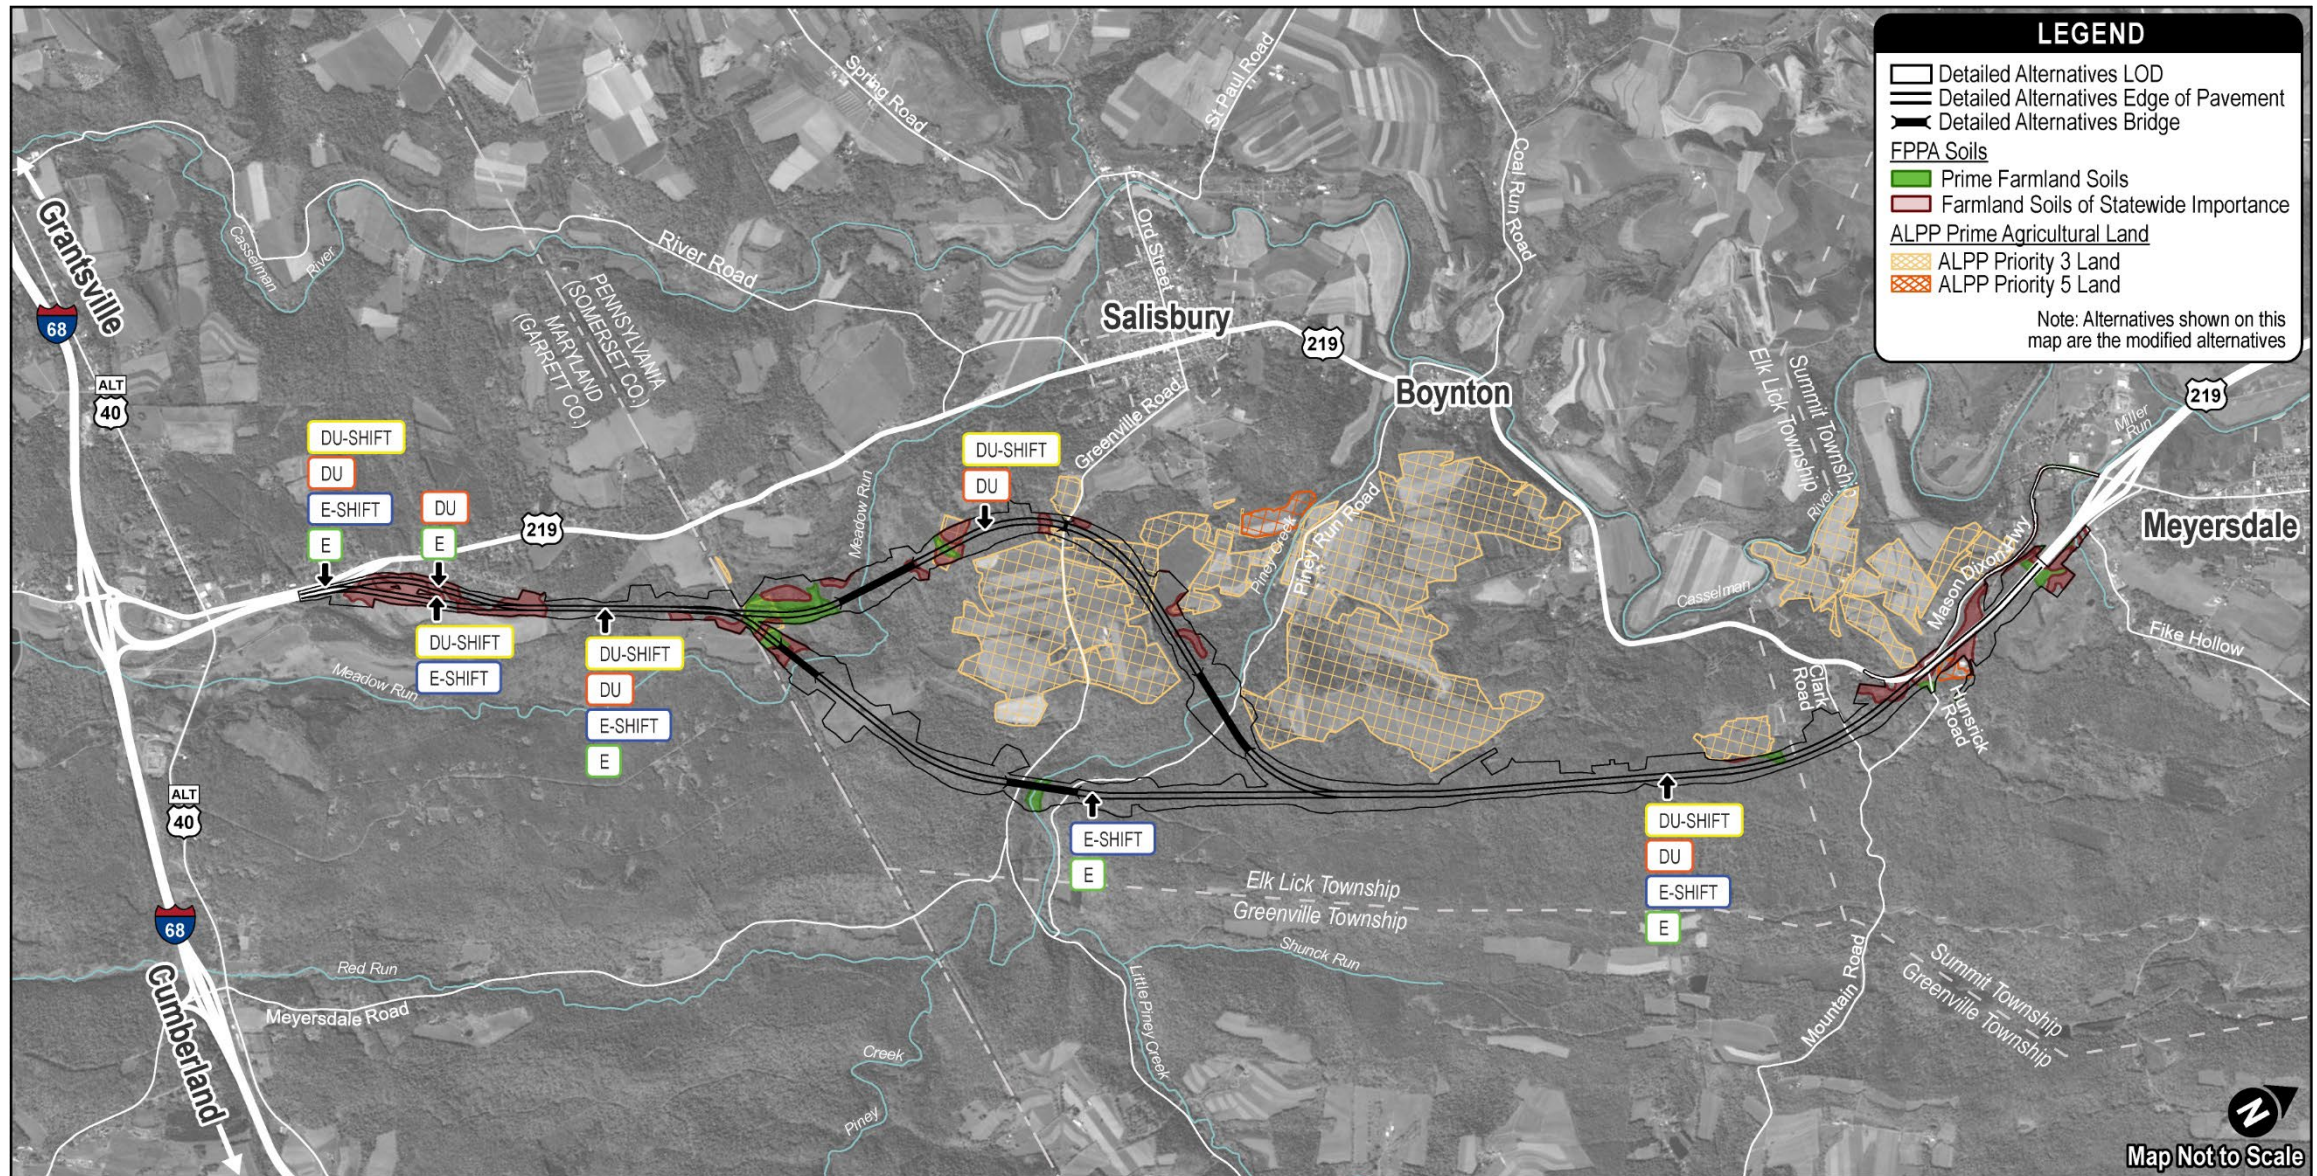 LEGEND
Detailed Alternatives LOD
Detailed Alternatives Edge of Pavement
Detailed Alternatives Bridge
FPPA Soils
Prime Farmland Soils
Farmland Soils of Statewide Importance
ALPP Prime Agricultural Land
ALPP Priority 3 Land
ALPP Priority 5 Land
Note: Alternatives shown on this
map are the modified alternatives
Grantsville
68
ALT
40
Casselman
River
Spring Road
St Paul Road
River Road
Ord Street
Coal Run Road
PENNSYLVANIA
(SOMERSET CO.)
MARYLAND
(GARRETT CO.)
Salisbury
219
Boynton
Greenville Road
Elk Lick Township
Summit Township
River
219
Miller
Run
Meyersdale
DU-SHIFT
DU
E-SHIFT
E
DU
E
219
DU-SHIFT
E-SHIFT
Meadow Run
DU-SHIFT
DU
E-SHIFT
E
Meadow Run
DU-SHIFT
DU
Piney Creek
Piney Run Road
Casselman
Mason Dixon Hwy
Fike Hollow
Clark
Road
Hunsrick
Road
ALT
40
E-SHIFT
E
DU-SHIFT
DU
E-SHIFT
E
Elk Lick Township
Greenville Township
Shunck Run
68
Cumberland
Red Run
Meyersdale Road
Creek
Piney
Little Piney Creek
Mountain Road
Summit Township
Greenville Township
N
Map Not to Scale